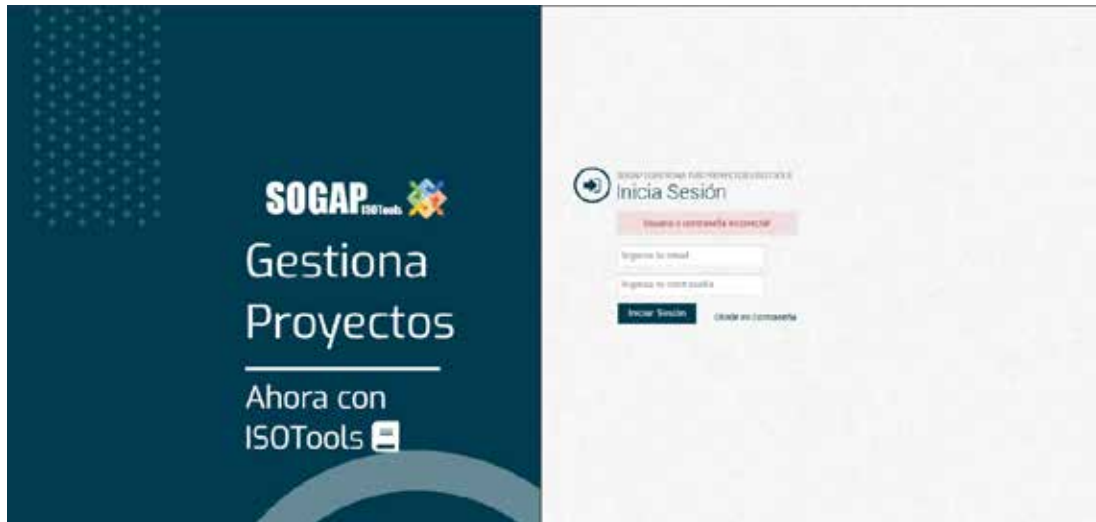 SOGAP ISOTools
Gestiona
Proyectos
Ahora con
ISOTools
Inicia Sesión
Usuario o contraseña incorrecta
Ingresa tu email
Ingresa tu contraseña
Iniciar Sesión
Olvidé mi contraseña